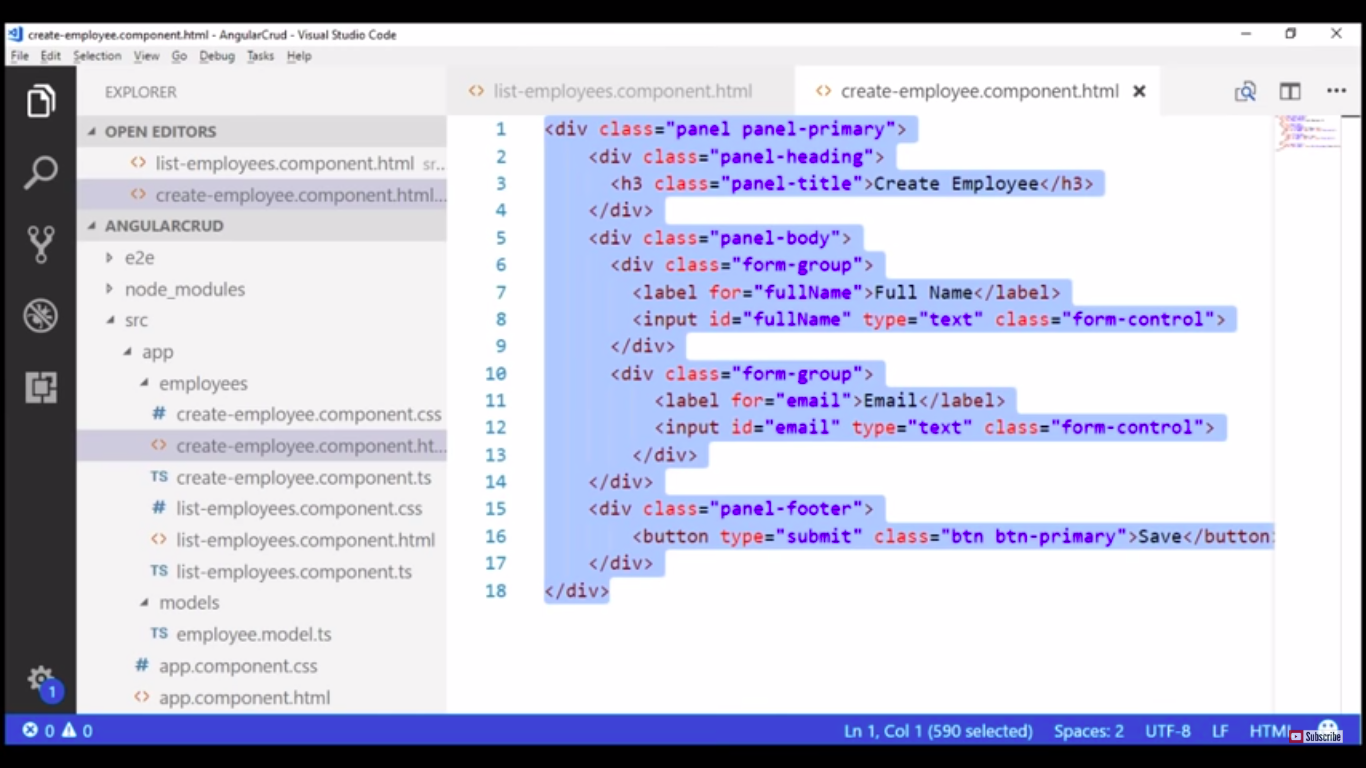 create-employee.component.html - AngularCrud - Visual Studio Code
File Edit Selection View Go Debug Tasks Help
EXPLORER
OPEN EDITORS
list-employees.component.html sr...
create-employee.component.html...
ANGULARCRUD
e2e
node_modules
src
app
employees
# create-employee.component.css
<> create-employee.component.ht...
TS create-employee.component.ts
# list-employees.component.css
<> list-employees.component.html
TS list-employees.component.ts
models
TS employee.model.ts
# app.component.css
<> app.component.html
1
list-employees.component.html
create-employee.component.html
1 <div class="panel panel-primary">
2 <div class="panel-heading">
3 <h3 class="panel-title">Create Employee</h3>
4 </div>
5 <div class="panel-body">
6 <div class="form-group">
7 <label for="fullName">Full Name</label>
8 <input id="fullName" type="text" class="form-control">
9 </div>
10 <div class="form-group">
11 <label for="email">Email</label>
12 <input id="email" type="text" class="form-control">
13 </div>
14 </div>
15 <div class="panel-footer">
16 <button type="submit" class="btn btn-primary">Save</button>
17 </div>
18 </div>
0 0 Ln 1, Col 1 (590 selected) Spaces: 2 UTF-8 LF HTML
Subscribe